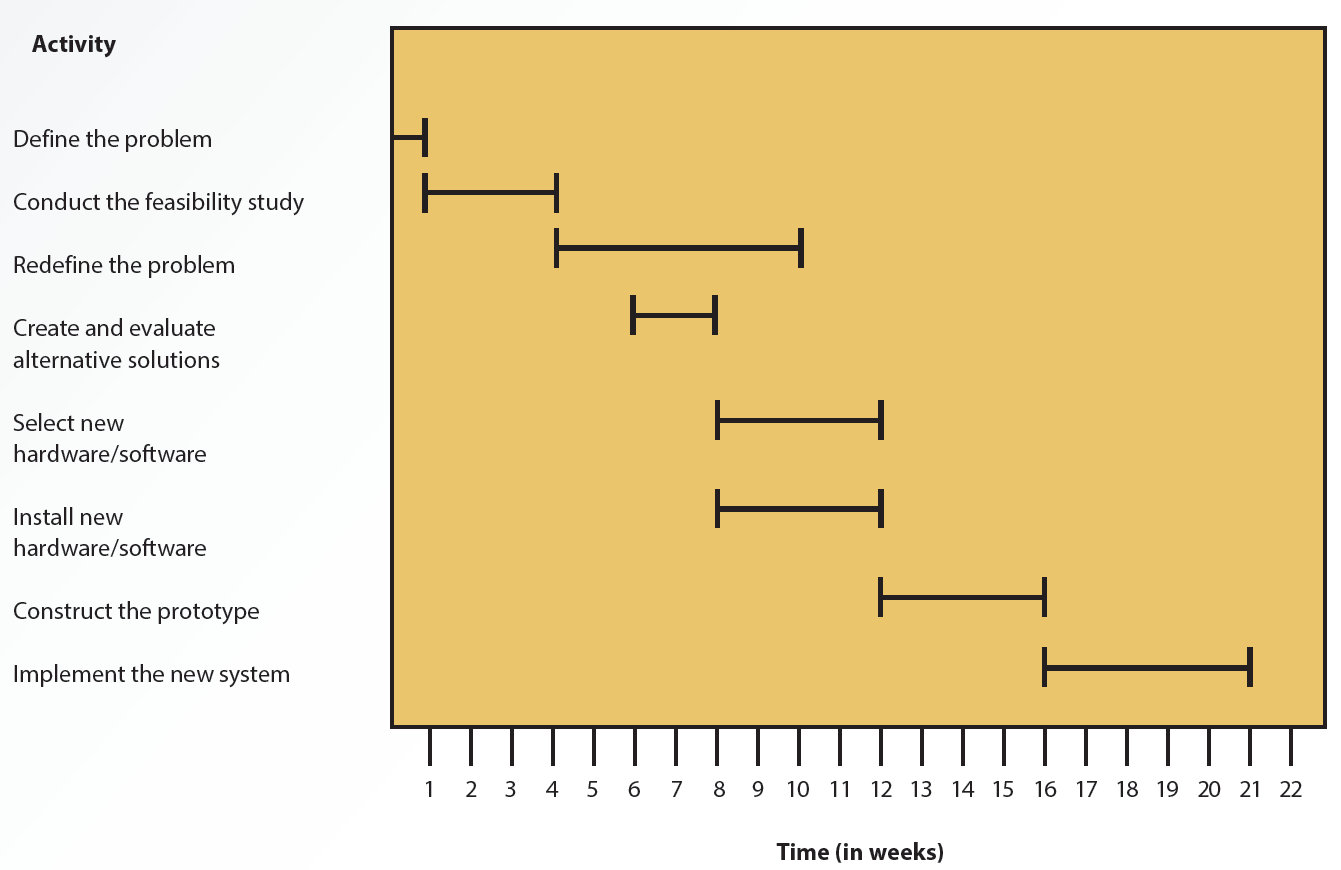 Activity
Define the problem
Conduct the feasibility study
Redefine the problem
Create and evaluate
alternative solutions
Select new
hardware/software
Install new
hardware/software
Construct the prototype
Implement the new system
1 2 3 4 5 6 7 8 9 10 11 12 13 14 15 16 17 18 19 20 21 22
Time (in weeks)